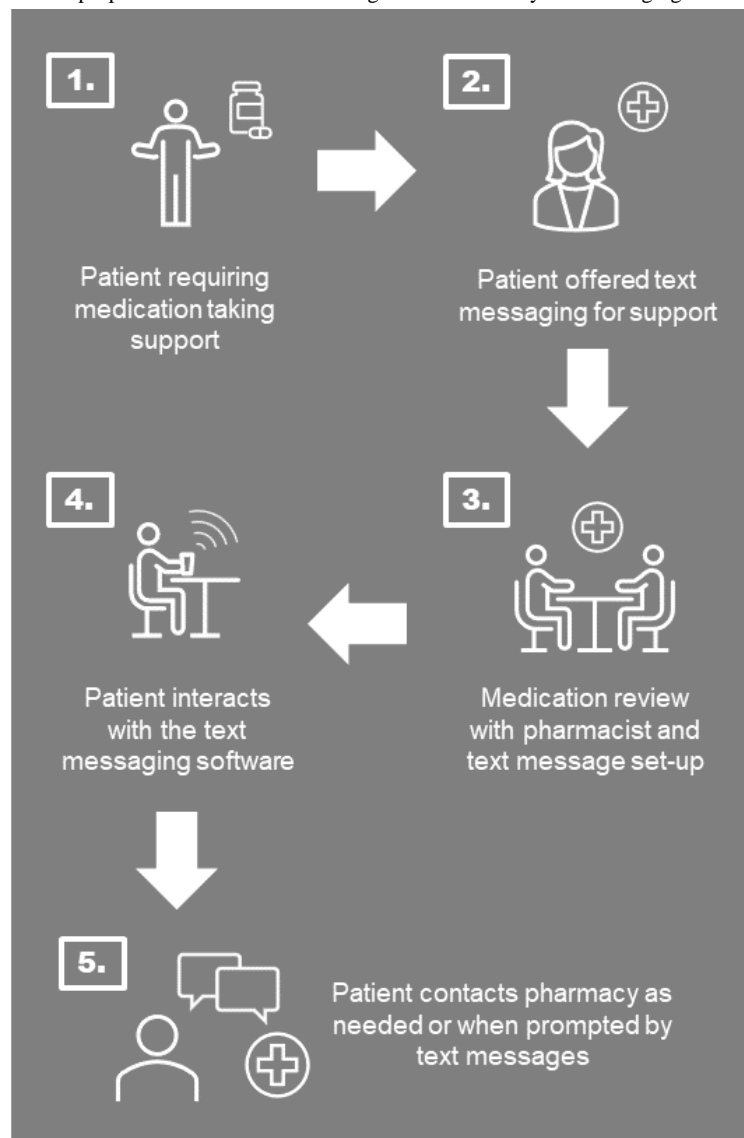 1.
Patient requiring
medication taking
support
2.
Patient offered text
messaging for support
3.
Medication review
with pharmacist and
text message set-up
4.
Patient interacts
with the text
messaging software
5.
Patient contacts pharmacy as
needed or when prompted by
text messages